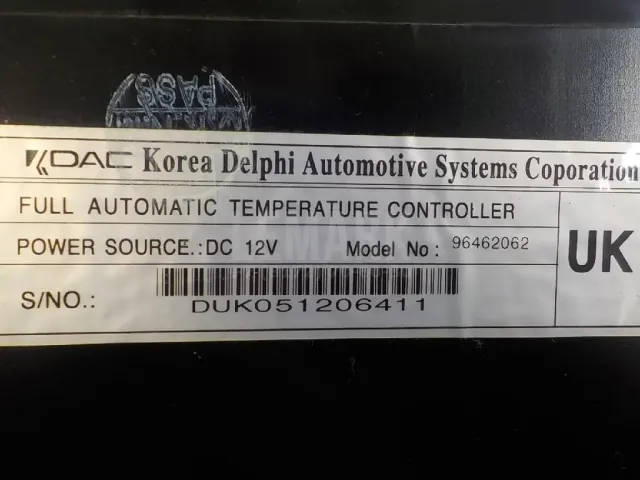 PASS
KDAC Korea Delphi Automotive Systems Coporation
FULL AUTOMATIC TEMPERATURE CONTROLLER
POWER SOURCE.:DC 12V Model No : 96462062
UK
S/NO.:
DUK051206411